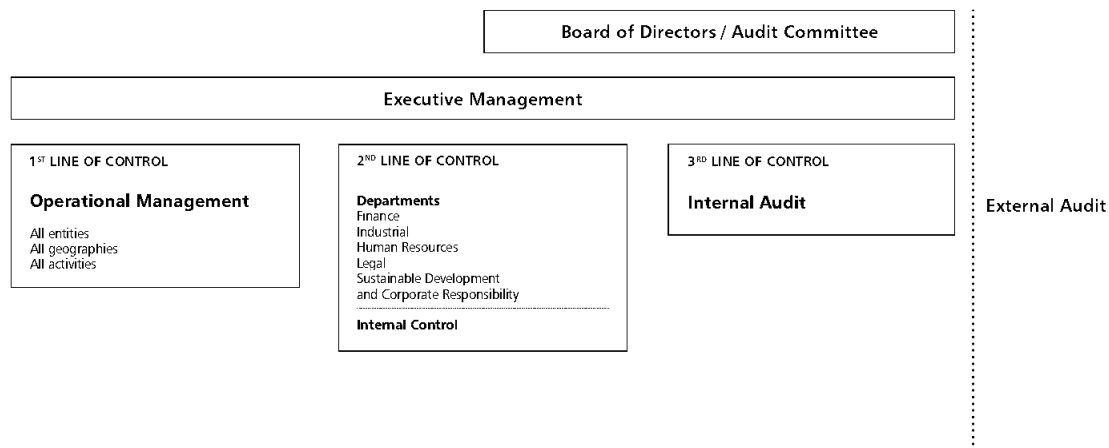 Board of Directors / Audit Committee
Executive Management
1ST LINE OF CONTROL
Operational Management
All entities
All geographies
All activities
2ND LINE OF CONTROL
Departments
Finance
Industrial
Human Resources
Legal
Sustainable Development
and Corporate Responsibility
Internal Control
3RD LINE OF CONTROL
Internal Audit
External Audit